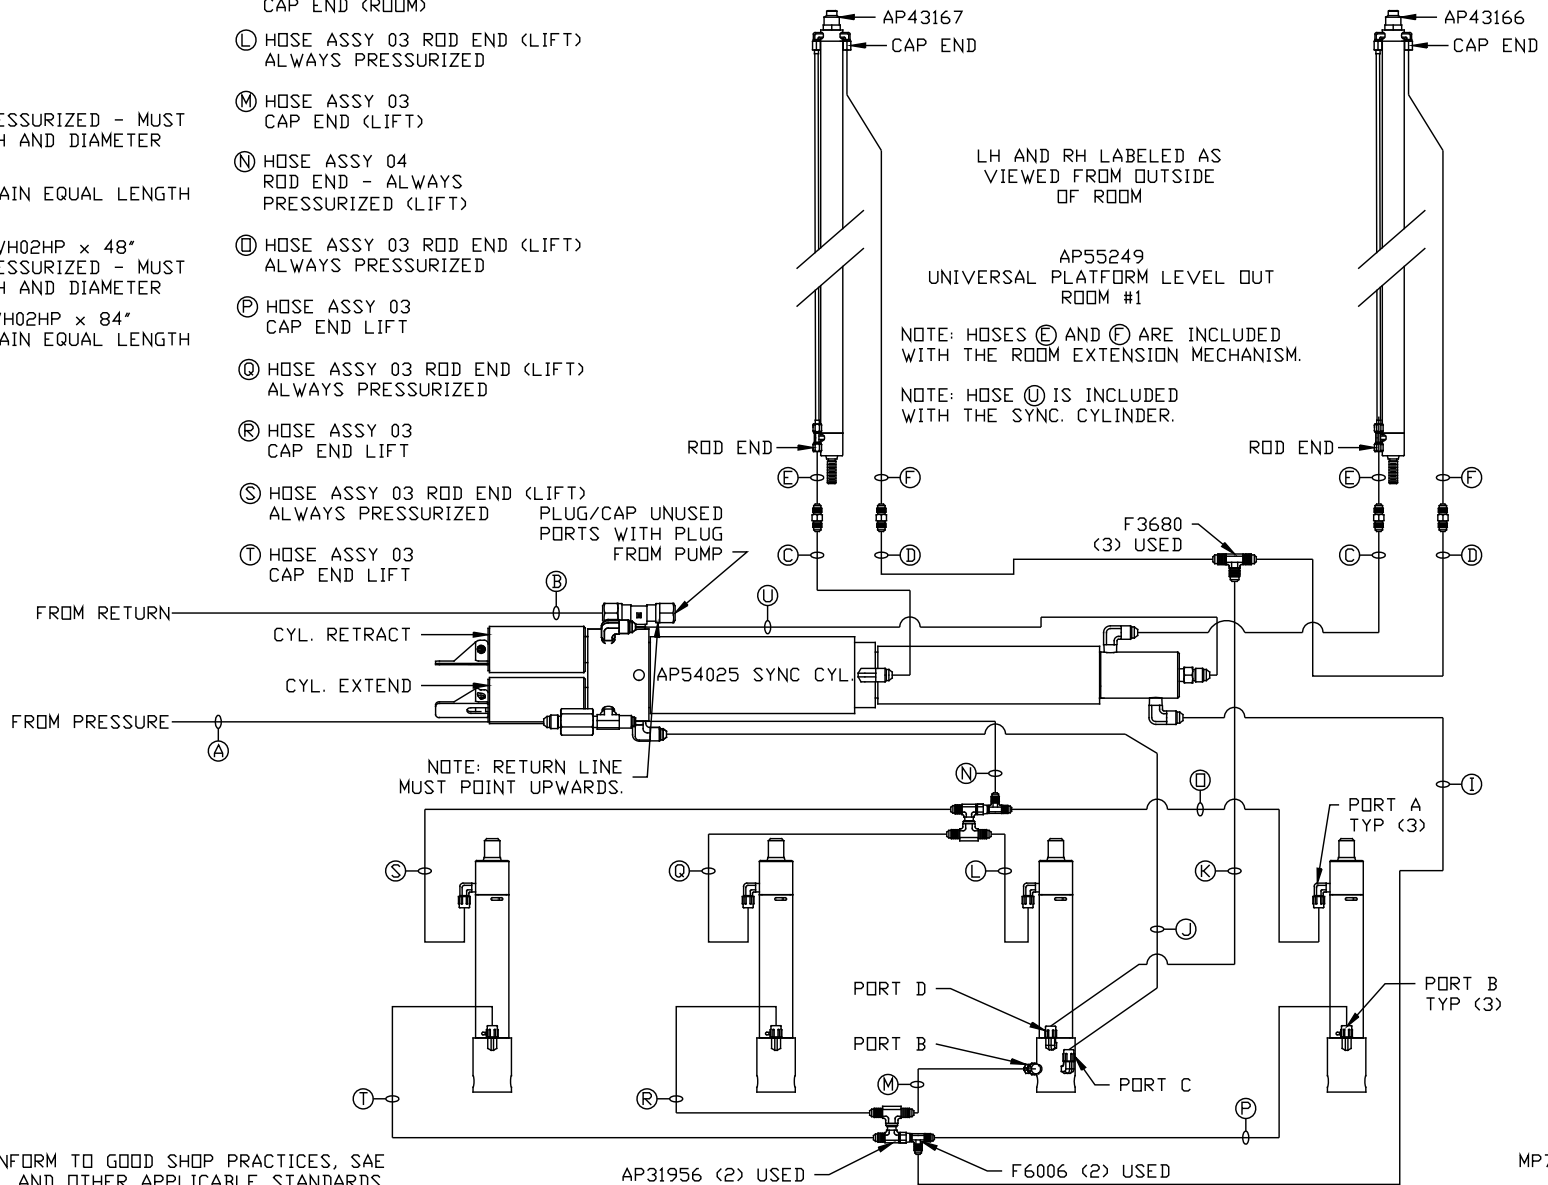 CAP END (ROOM)
L HOSE ASSY 03 ROD END (LIFT)
ALWAYS PRESSURIZED
M HOSE ASSY 03
CAP END (LIFT)
N HOSE ASSY 04
ROD END - ALWAYS
PRESSURIZED (LIFT)
O HOSE ASSY 03 ROD END (LIFT)
ALWAYS PRESSURIZED
P HOSE ASSY 03
CAP END LIFT
Q HOSE ASSY 03 ROD END (LIFT)
ALWAYS PRESSURIZED
R HOSE ASSY 03
CAP END LIFT
S HOSE ASSY 03 ROD END (LIFT)
ALWAYS PRESSURIZED
T HOSE ASSY 03
CAP END LIFT
ESSURIZED - MUST
H AND DIAMETER
AIN EQUAL LENGTH
VH02HP x 48"
ESSURIZED - MUST
H AND DIAMETER
VH02HP x 84"
AIN EQUAL LENGTH
AP43167
CAP END
AP43166
CAP END
LH AND RH LABELED AS
VIEWED FROM OUTSIDE
OF ROOM
AP55249
UNIVERSAL PLATFORM LEVEL OUT
ROOM #1
NOTE: HOSES E AND F ARE INCLUDED
WITH THE ROOM EXTENSION MECHANISM.
NOTE: HOSE U IS INCLUDED
WITH THE SYNC. CYLINDER.
ROD END
ROD END
E
F
E
F
PLUG/CAP UNUSED
PORTS WITH PLUG
FROM PUMP
F3680
(3) USED
C
D
C
D
B
U
FROM RETURN
CYL. RETRACT
AP54025 SYNC CYL.
CYL. EXTEND
FROM PRESSURE
A
NOTE: RETURN LINE
MUST POINT UPWARDS.
N
O
I
PORT A
TYP (3)
S
Q
L
K
J
PORT D
PORT B
TYP (3)
PORT B
M
PORT C
T
R
P
AP31956 (2) USED
F6006 (2) USED
NFORM TO GOOD SHOP PRACTICES, SAE
AND OTHER APPLICABLE STANDARDS